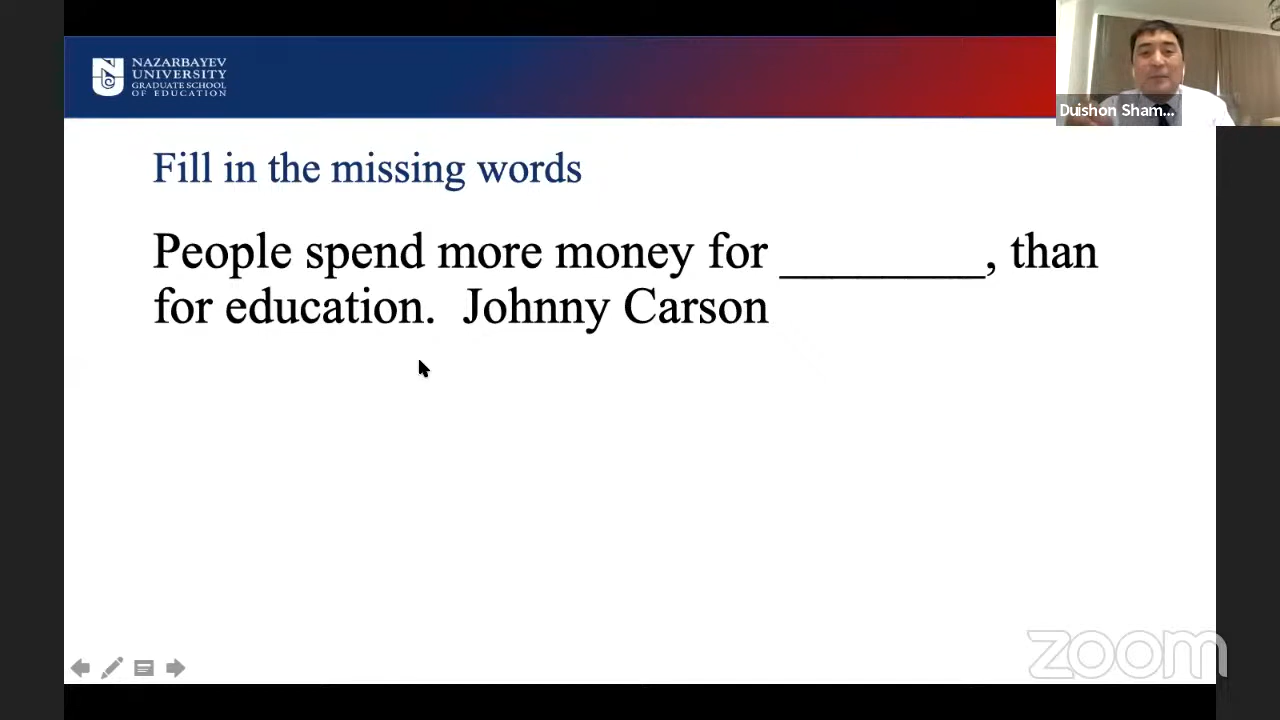 NAZARBAYEV
UNIVERSITY
GRADUATE SCHOOL
OF EDUCATION
Duishon Sham...
Fill in the missing words
People spend more money for ________, than
for education.  Johnny Carson
zoom